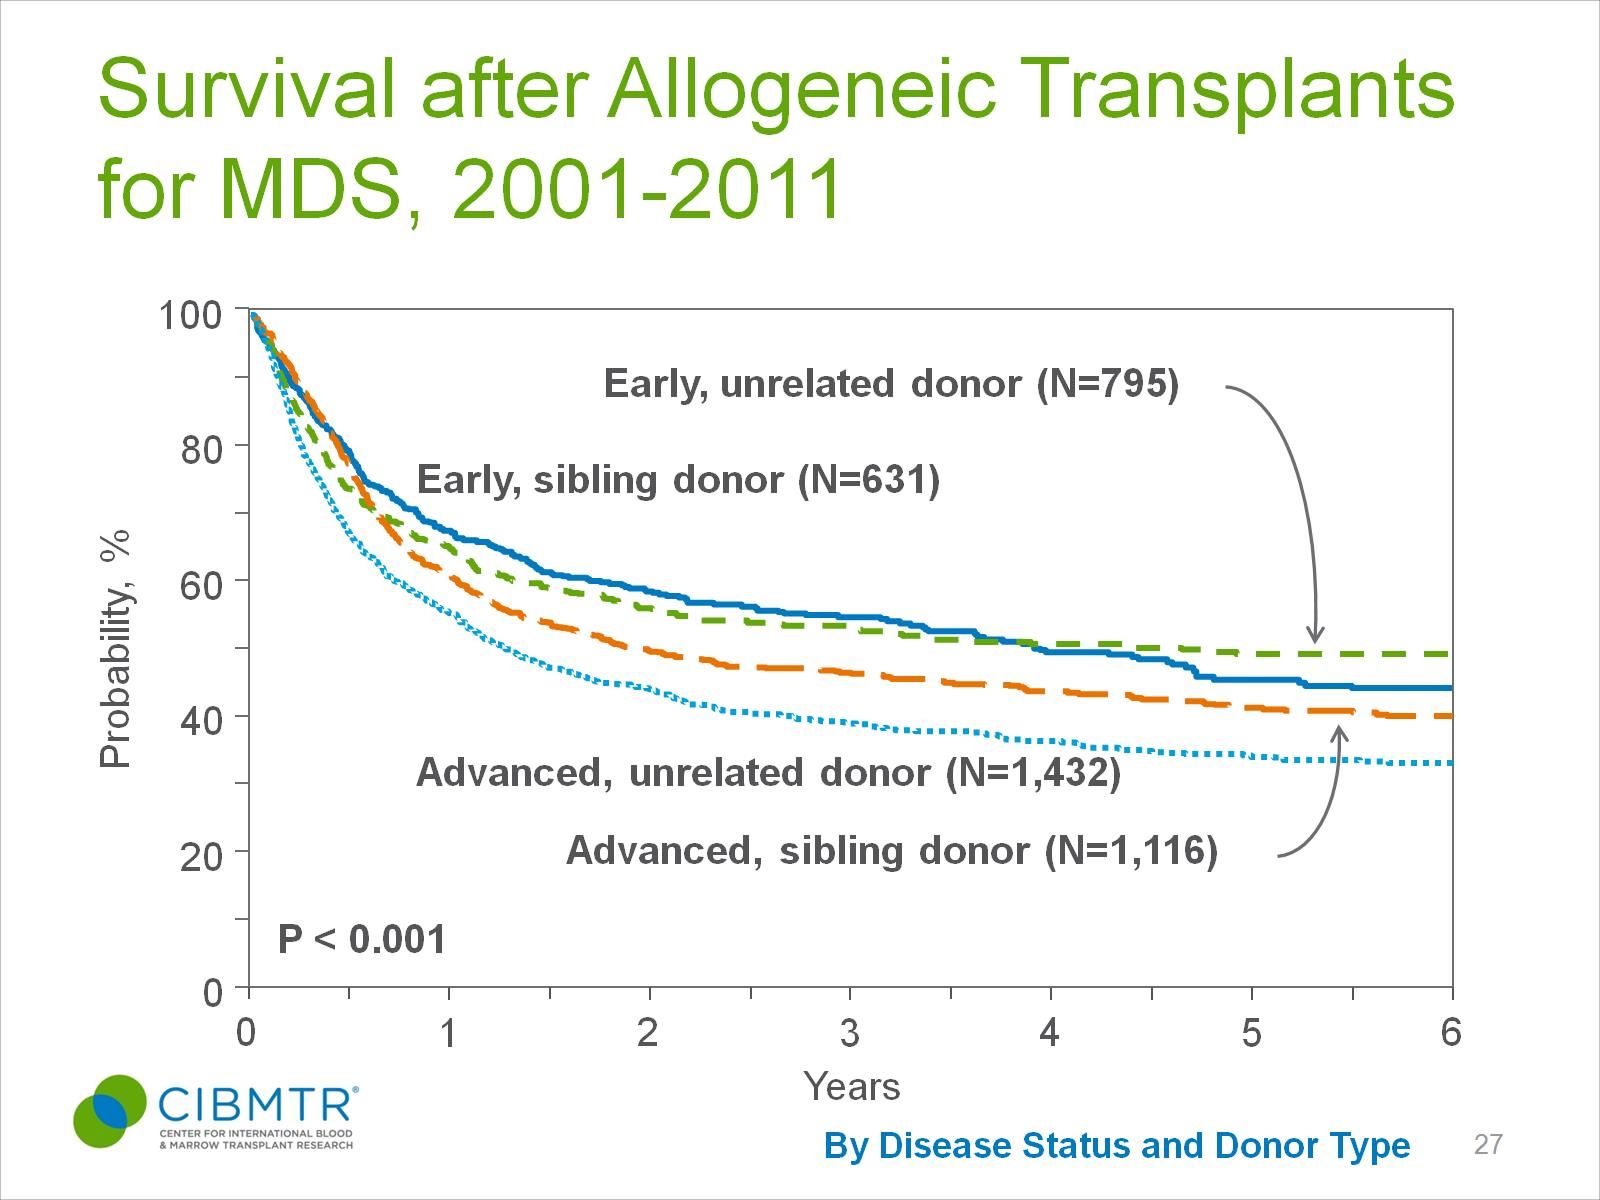 Survival after Allogeneic Transplants
for MDS, 2001-2011
100
80
60
40
20
0
Probability, %
Early, unrelated donor (N=795)
Early, sibling donor (N=631)
Advanced, unrelated donor (N=1,432)
Advanced, sibling donor (N=1,116)
P < 0.001
0 1 2 3 4 5 6
Years
CIBMTR®
CENTER FOR INTERNATIONAL BLOOD
& MARROW TRANSPLANT RESEARCH
By Disease Status and Donor Type
27